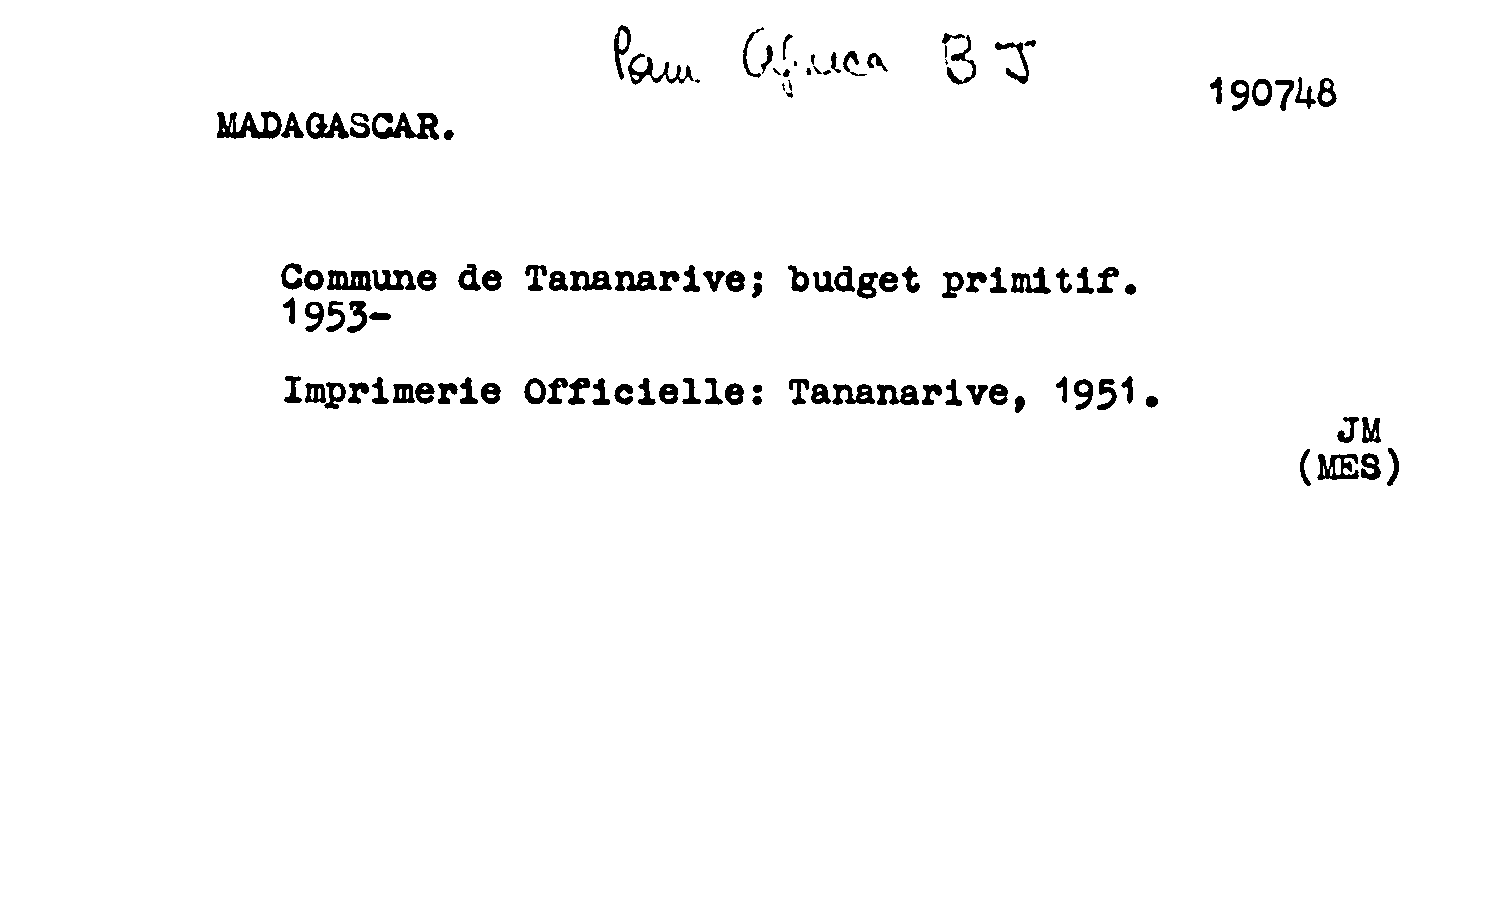 Pam Africa B J
190748
MADAGASCAR.
Commune de Tananarive; budget primitif.
1953-
Imprimerie Officielle: Tananarive, 1951.
JM
(MES)